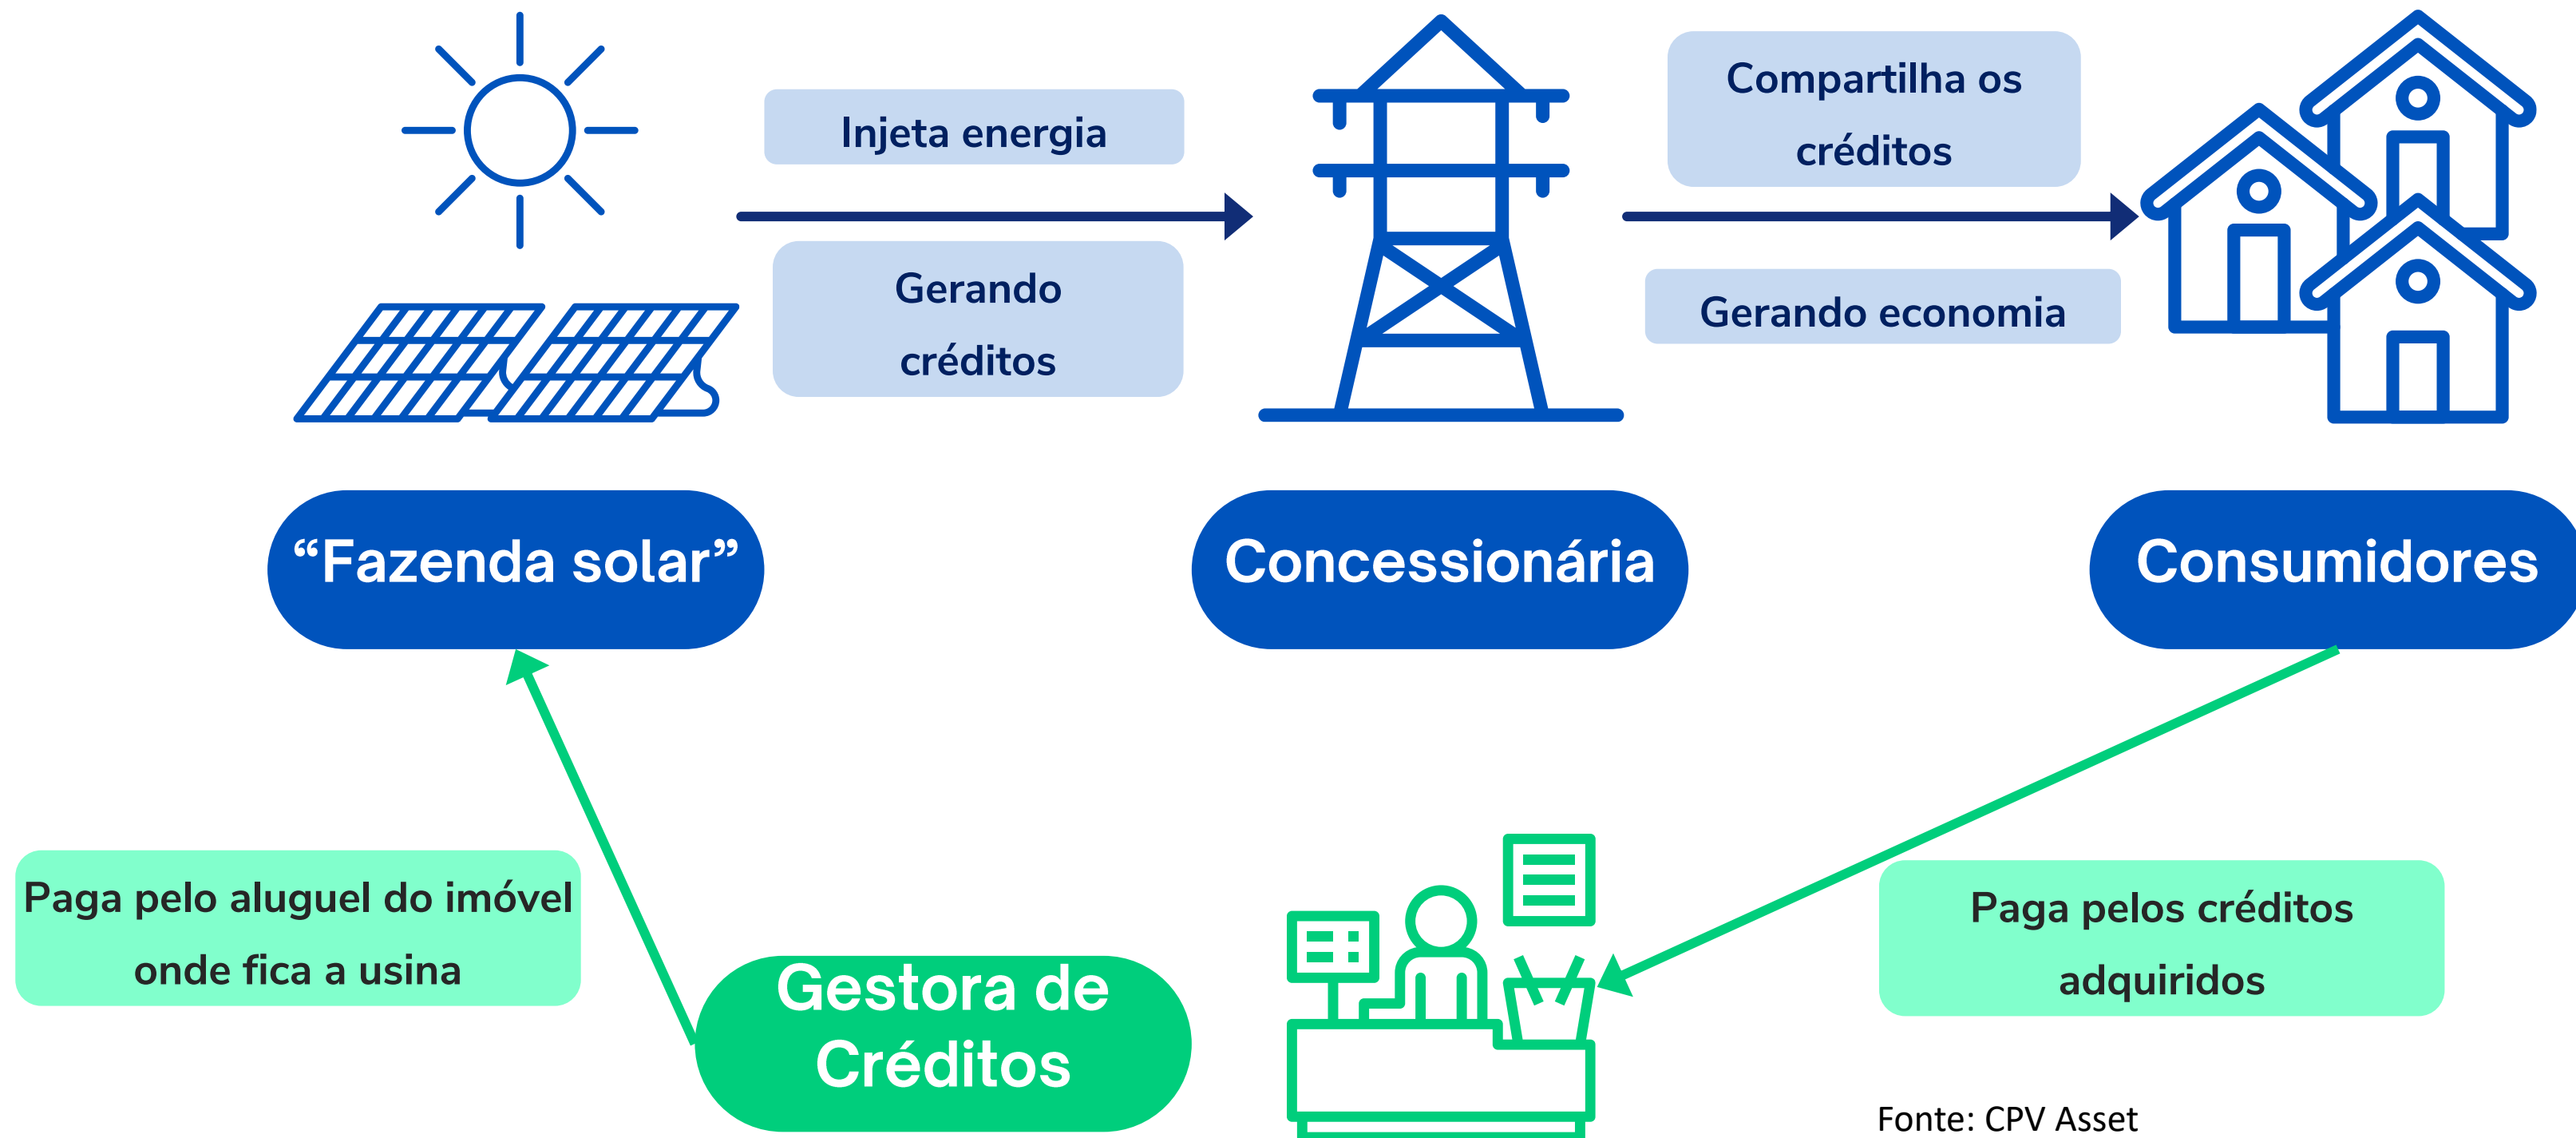 Injeta energia
Gerando
créditos
Compartilha os
créditos
Gerando economia
“Fazenda solar”
Concessionária
Consumidores
Paga pelo aluguel do imóvel
onde fica a usina
Gestora de
Créditos
Paga pelos créditos
adquiridos
Fonte: CPV Asset